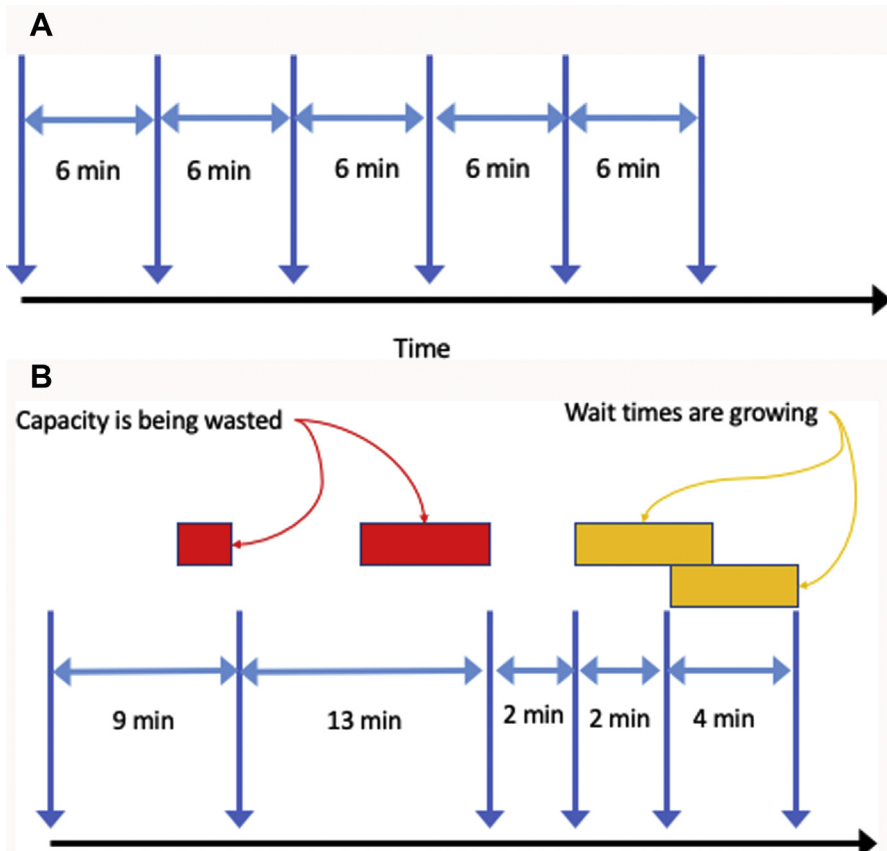 A
6 min
6 min
6 min
6 min
6 min
Time
B
Capacity is being wasted
Wait times are growing
9 min
13 min
2 min
2 min
4 min